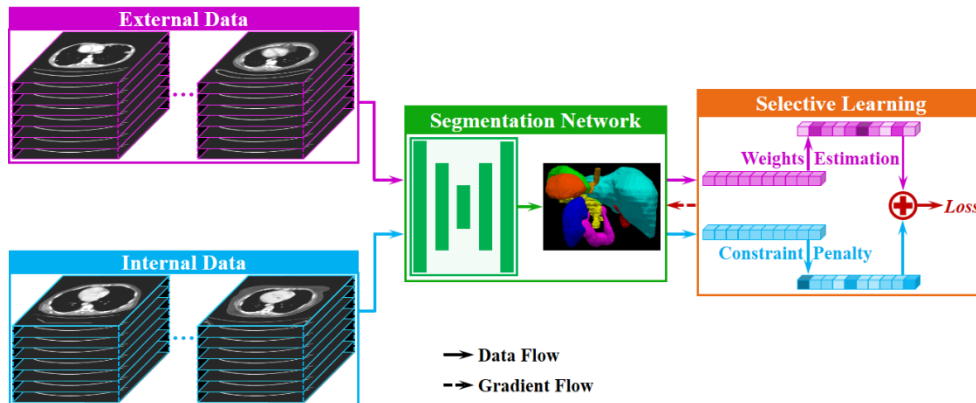 External Data
Segmentation Network
Selective Learning
Weights Estimation
Loss
Constraint Penalty
Internal Data
Data Flow
Gradient Flow